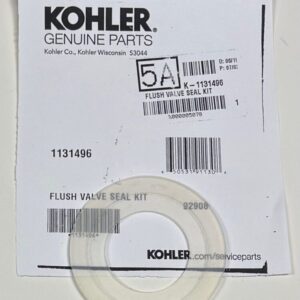 KOHLER®
GENUINE PARTS
Kohler Co., Kohler Wisconsin 53044
5A
K-1131496
FLUSH VALVE SEAL KIT
1
1131496
FLUSH VALVE SEAL KIT
92908
KOHLER.com/serviceparts